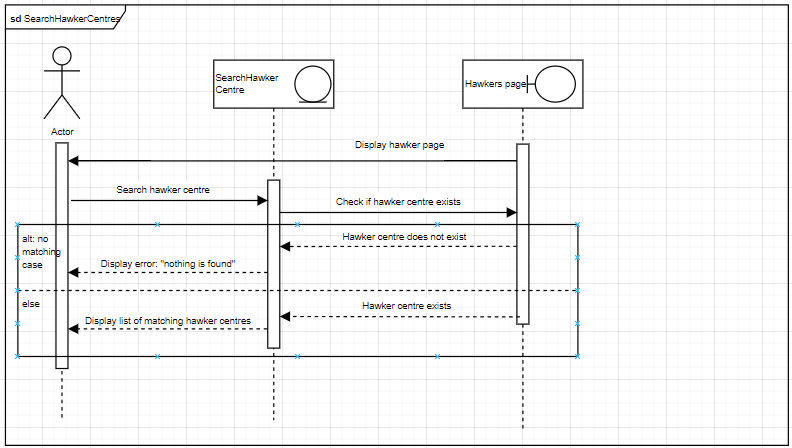 sd SearchHawkerCentres
SearchHawker
Centre
Hawkers page
Actor
Display hawker page
Search hawker centre
Check if hawker centre exists
alt: no
matching
case
Hawker centre does not exist
Display error: "nothing is found"
else
Hawker centre exists
Display list of matching hawker centres